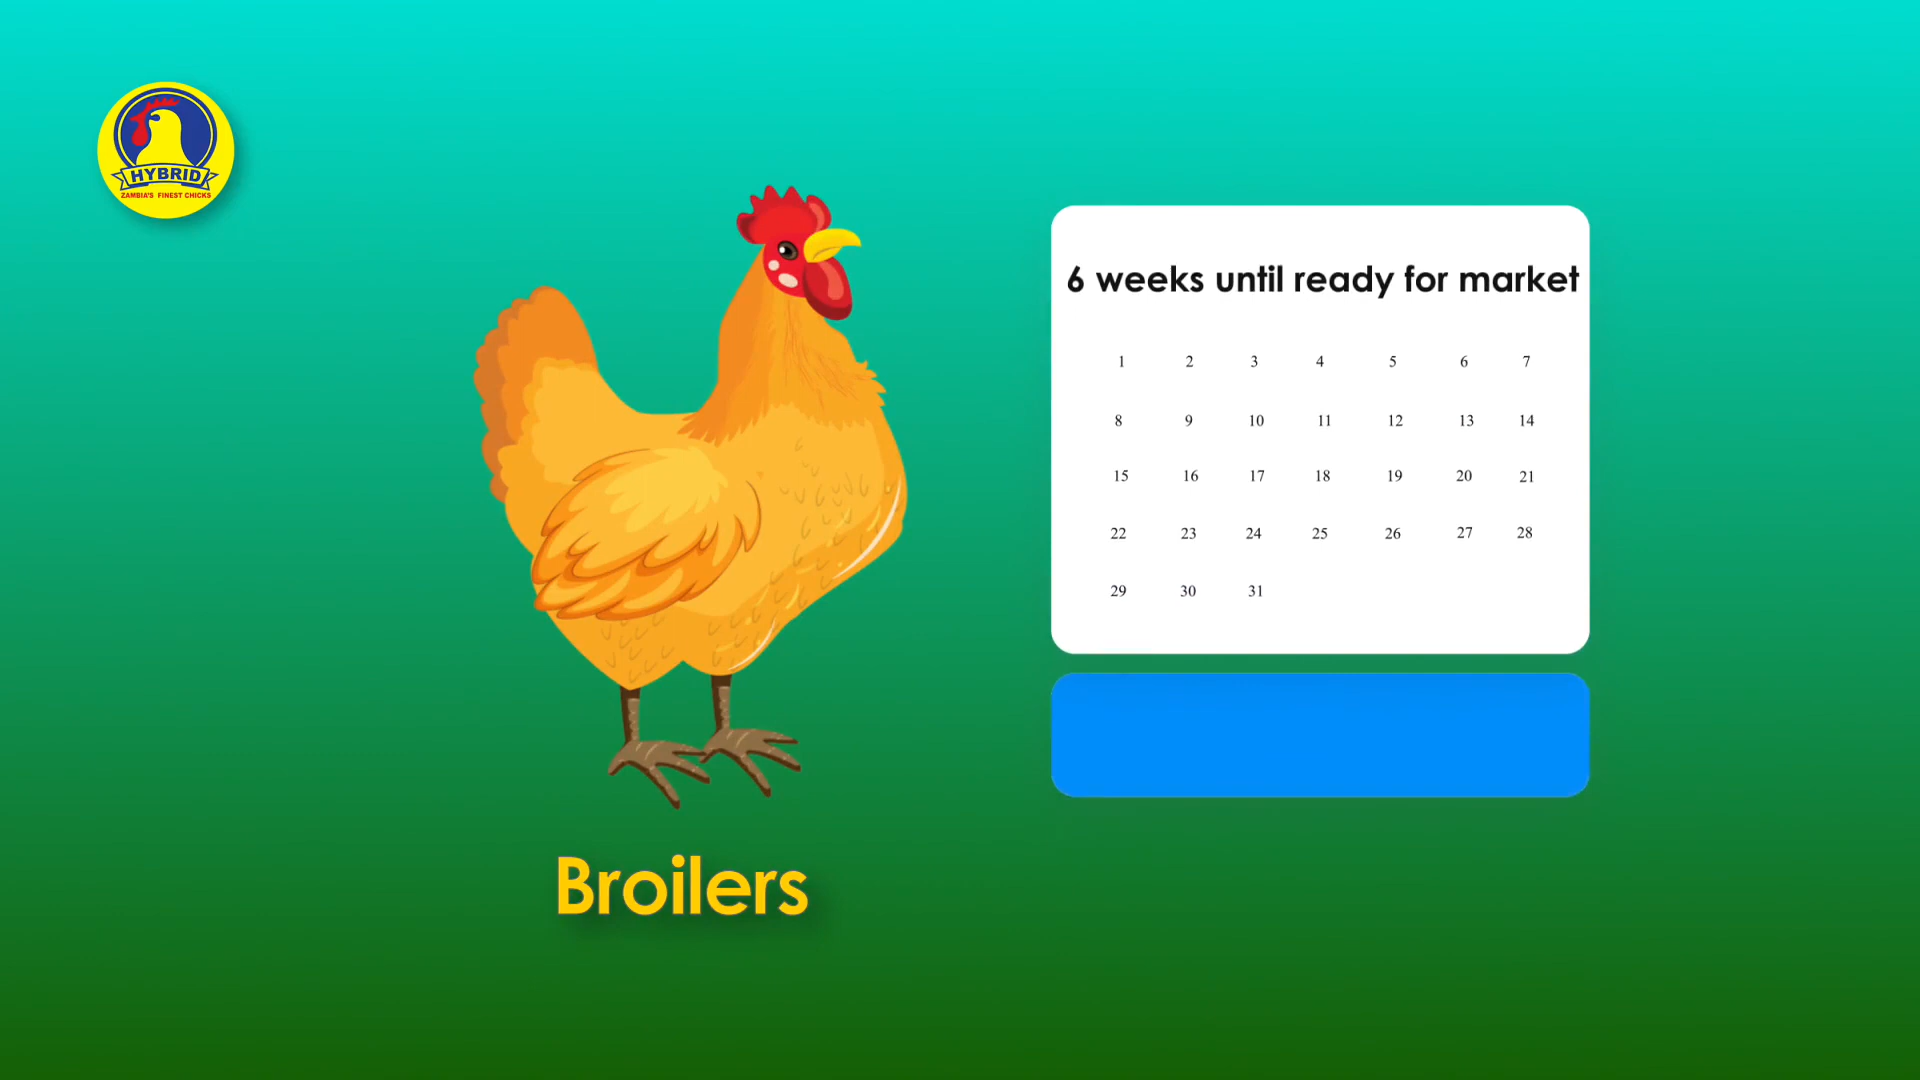 HYBRID
ZAMBIA'S FINEST CHICKS
6 weeks until ready for market
1 2 3 4 5 6 7
8 9 10 11 12 13 14
15 16 17 18 19 20 21
22 23 24 25 26 27 28
29 30 31
Broilers